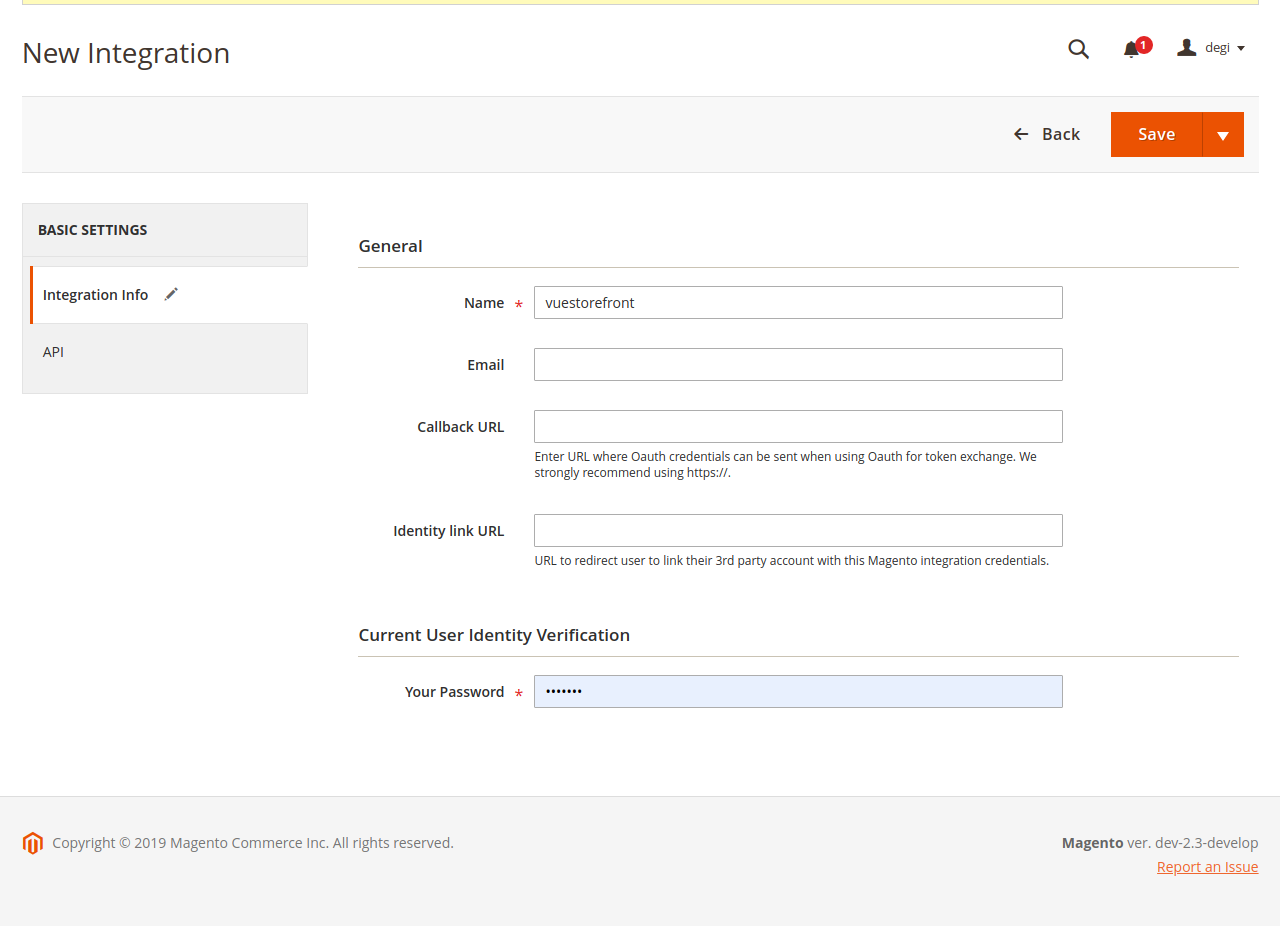 New Integration
1
degi
Back
Save
BASIC SETTINGS
Integration Info
API
General
Name *
vuestorefront
Email
Callback URL
Enter URL where Oauth credentials can be sent when using Oauth for token exchange. We
strongly recommend using https://.
Identity link URL
URL to redirect user to link their 3rd party account with this Magento integration credentials.
Current User Identity Verification
Your Password *
•••••••
Copyright © 2019 Magento Commerce Inc. All rights reserved.
Magento ver. dev-2.3-develop
Report an Issue